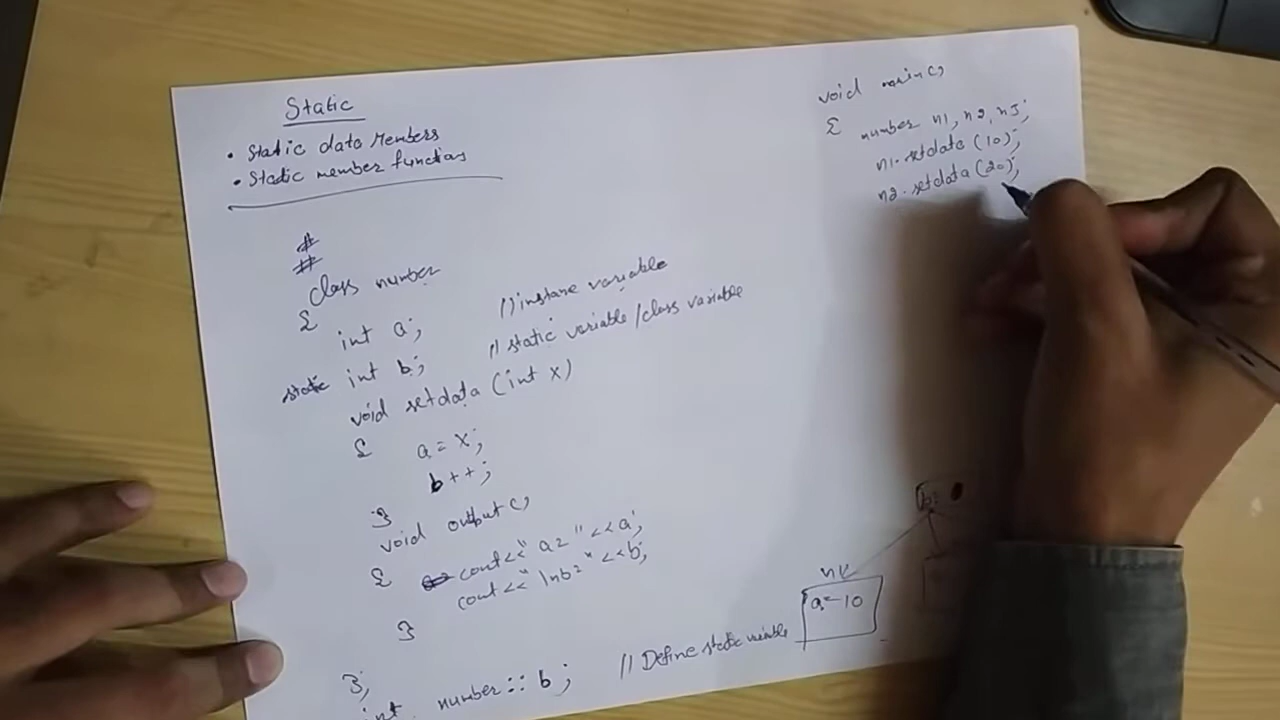 Static
• Static data Members
• Static member functions
#
#
class number
{
int a; // instane variable
static int b; // static variable / class variable
void setdata (int x)
{ a = x;
b++;
}
void output()
{ cout<<" a=" <<a;
cout<<" \nb=" <<b;
}
};
int number :: b ; // Define static variable
void main()
{ number n1, n2, n3;
n1.setdata (10);
n2.setdata (20);
b=
n1
a=10